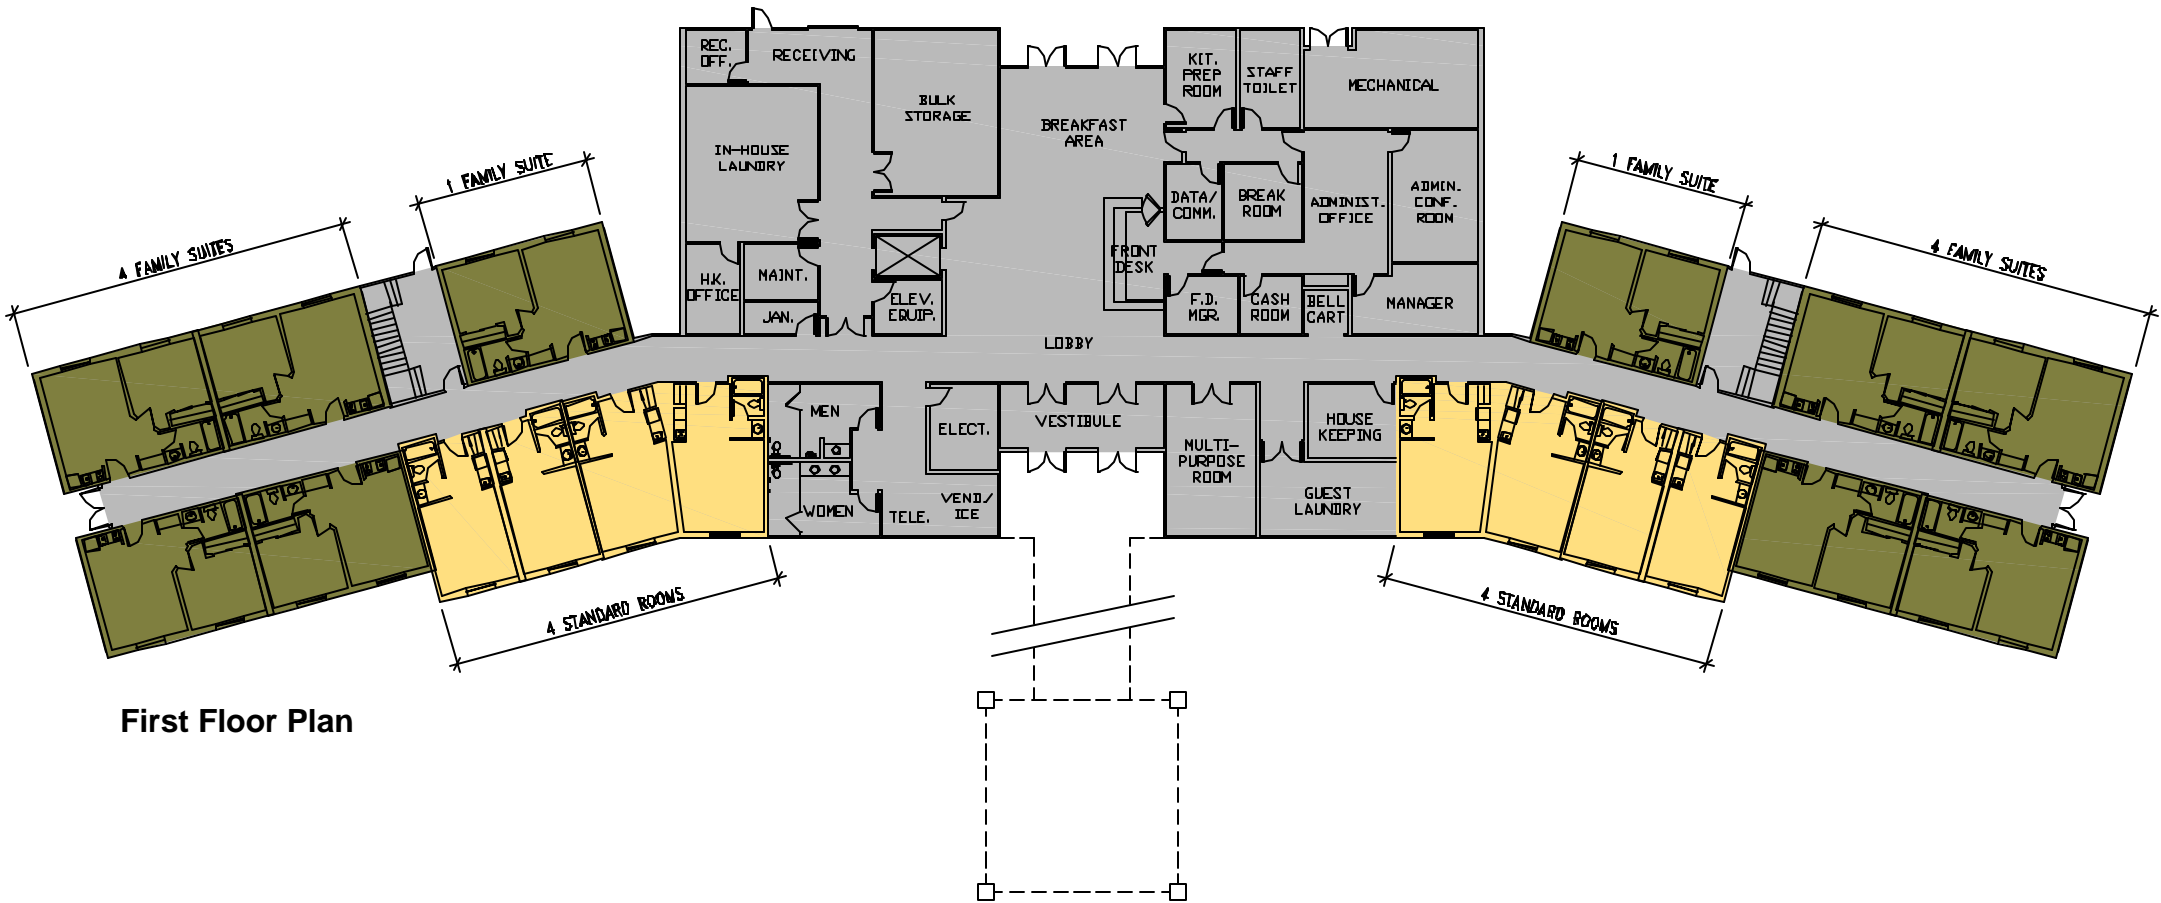 REC.
OFF.
RECEIVING
BULK
STORAGE
IN-HOUSE
LAUNDRY
H.K.
OFFICE
MAINT.
JAN.
ELEV.
EQUIP.
BREAKFAST
AREA
KIT.
PREP
ROOM
STAFF
TOILET
MECHANICAL
DATA/
COMM.
BREAK
ROOM
ADMINIST.
OFFICE
ADMIN.
CONF.
ROOM
FRONT
DESK
F.D.
MGR.
CASH
ROOM
BELL
CART
MANAGER
4 FAMILY SUITES
1 FAMILY SUITE
1 FAMILY SUITE
4 FAMILY SUITES
LOBBY
MEN
WOMEN
TELE.
ELECT.
VEND/
ICE
VESTIBULE
MULTI-
PURPOSE
ROOM
HOUSE
KEEPING
GUEST
LAUNDRY
4 STANDARD ROOMS
4 STANDARD ROOMS
First Floor Plan